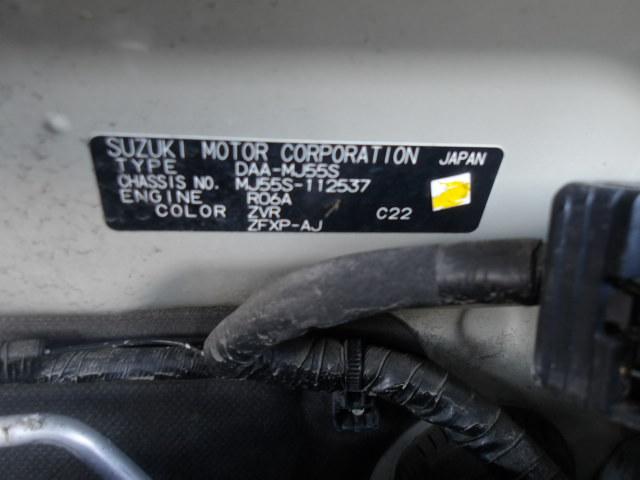 SUZUKI MOTOR CORPORATION JAPAN
TYPE DAA-MJ55S
CHASSIS NO. MJ55S-112537
ENGINE R06A
COLOR ZVR C22
ZFXP-AJ